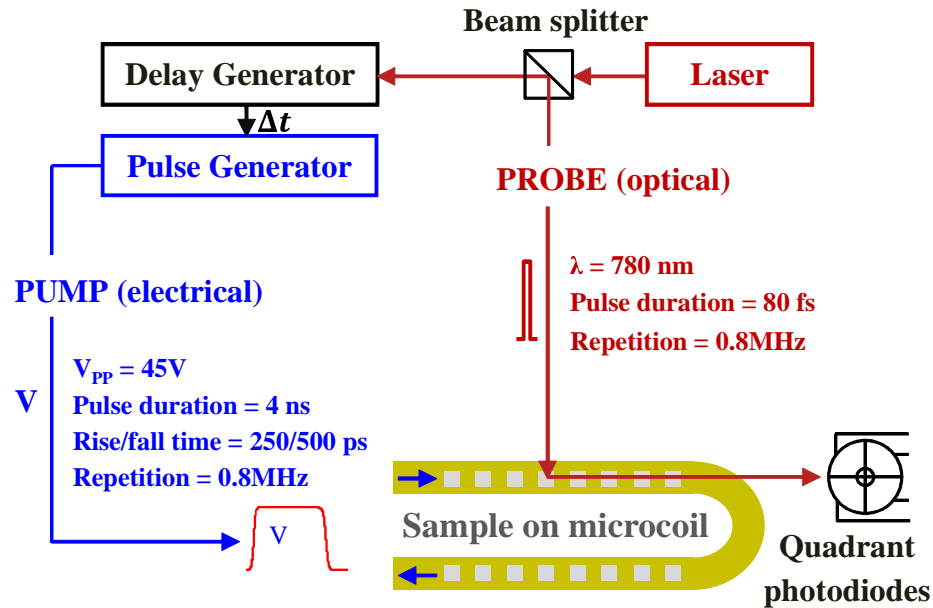 Beam splitter
Delay Generator
Laser
Δt
Pulse Generator
PROBE (optical)
λ = 780 nm
Pulse duration = 80 fs
Repetition = 0.8MHz
PUMP (electrical)
V
VPP = 45V
Pulse duration = 4 ns
Rise/fall time = 250/500 ps
Repetition = 0.8MHz
V
Sample on microcoil
Quadrant
photodiodes